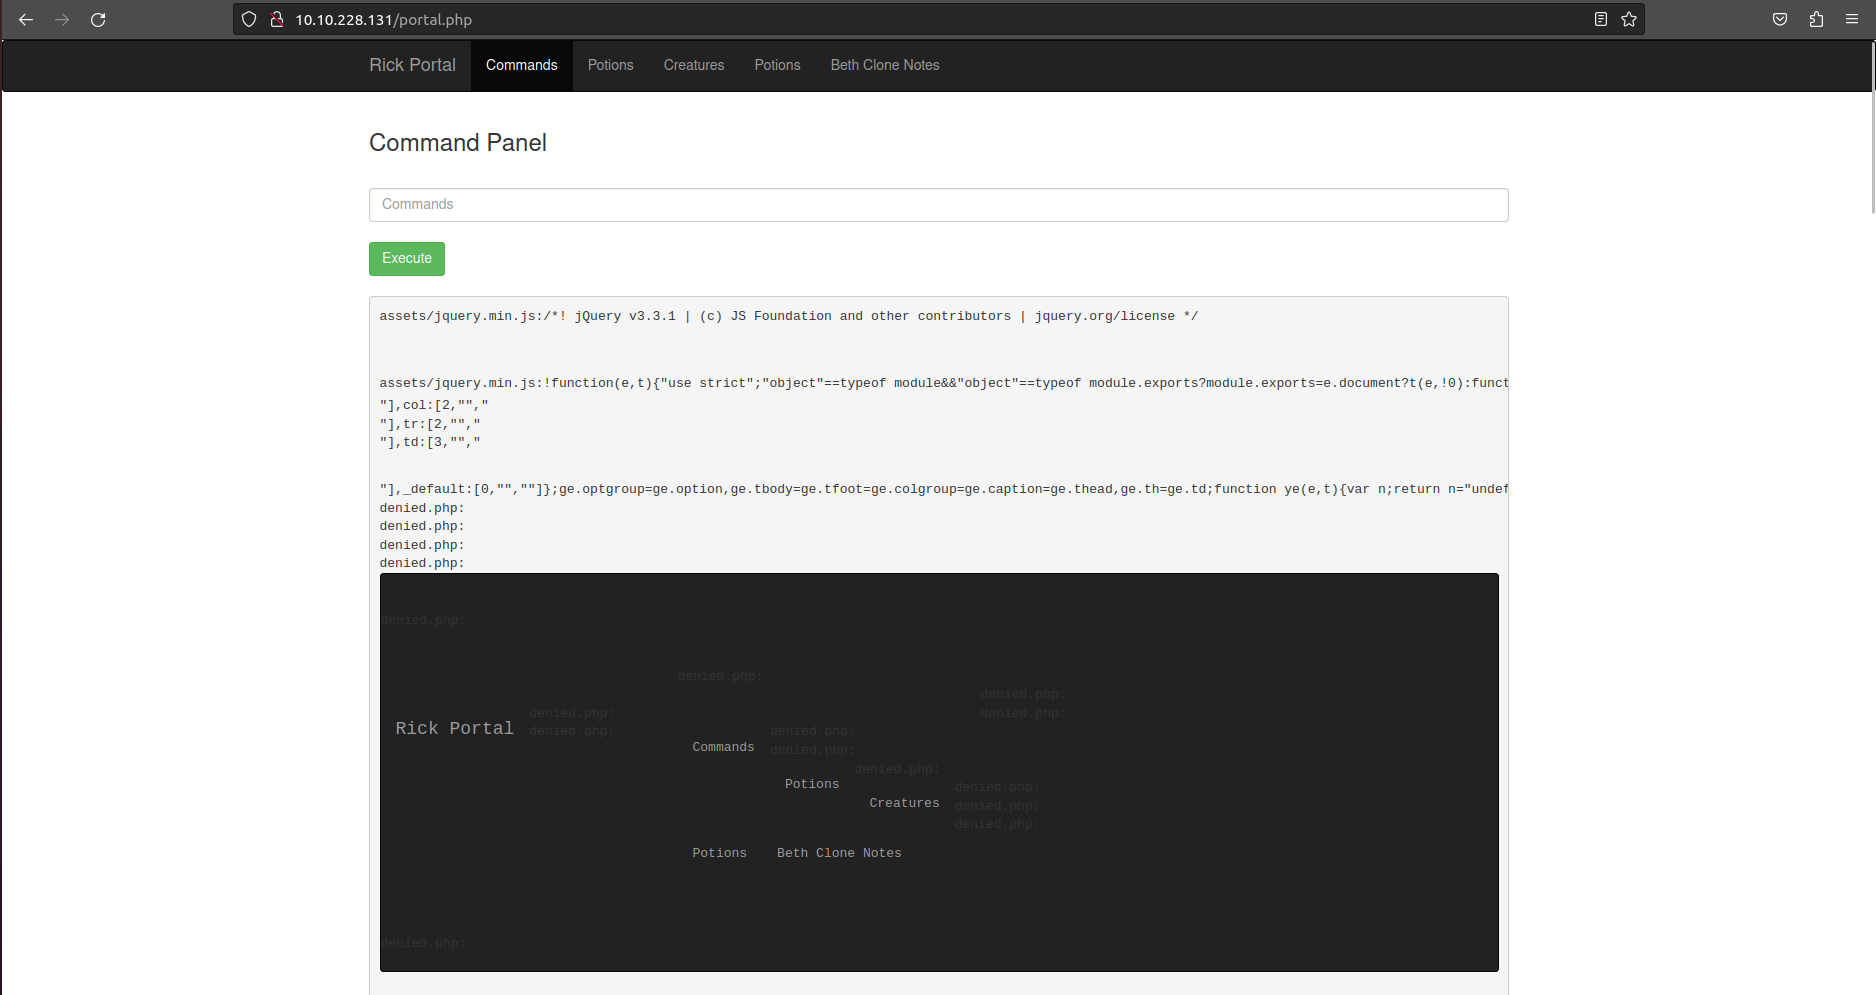 10.10.228.131/portal.php
Rick Portal Commands Potions Creatures Potions Beth Clone Notes
Command Panel
Commands
Execute
assets/jquery.min.js:/*! jQuery v3.3.1 | (c) JS Foundation and other contributors | jquery.org/license */
assets/jquery.min.js:!function(e,t){"use strict";"object"==typeof module&&"object"==typeof module.exports?module.exports=e.document?t(e,!0):funct
"],col:[2,"","
"],tr:[2,"","
"],td:[3,"","
"],_default:[0,"",""]};ge.optgroup=ge.option,ge.tbody=ge.tfoot=ge.colgroup=ge.caption=ge.thead,ge.th=ge.td;function ye(e,t){var n;return n="undef
denied.php:
denied.php:
denied.php:
denied.php:
denied.php:
denied.php:
denied.php:
denied.php: denied.php:
Rick Portal denied.php: denied.php:
Commands denied.php:
denied.php:
Potions denied.php:
Creatures denied.php:
denied.php:
Potions Beth Clone Notes
denied.php: